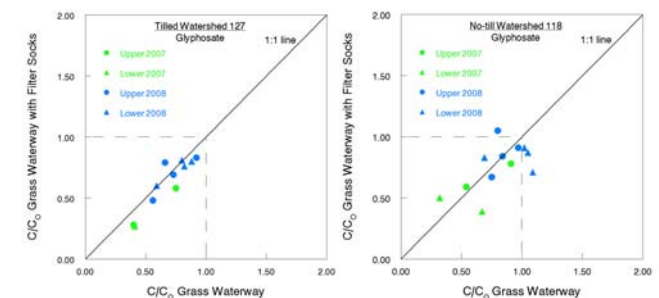 Tilled Watershed 127
Glyphosate
1:1 line
Upper 2007
Lower 2007
Upper 2008
Lower 2008
2.00
1.50
1.00
0.50
0.00
0.00 0.50 1.00 1.50 2.00
C/CO Grass Waterway with Filter Socks
C/CO Grass Waterway
No-till Watershed 118
Glyphosate
1:1 line
Upper 2007
Lower 2007
Upper 2008
Lower 2008
2.00
1.50
1.00
0.50
0.00
0.00 0.50 1.00 1.50 2.00
C/CO Grass Waterway with Filter Socks
C/CO Grass Waterway